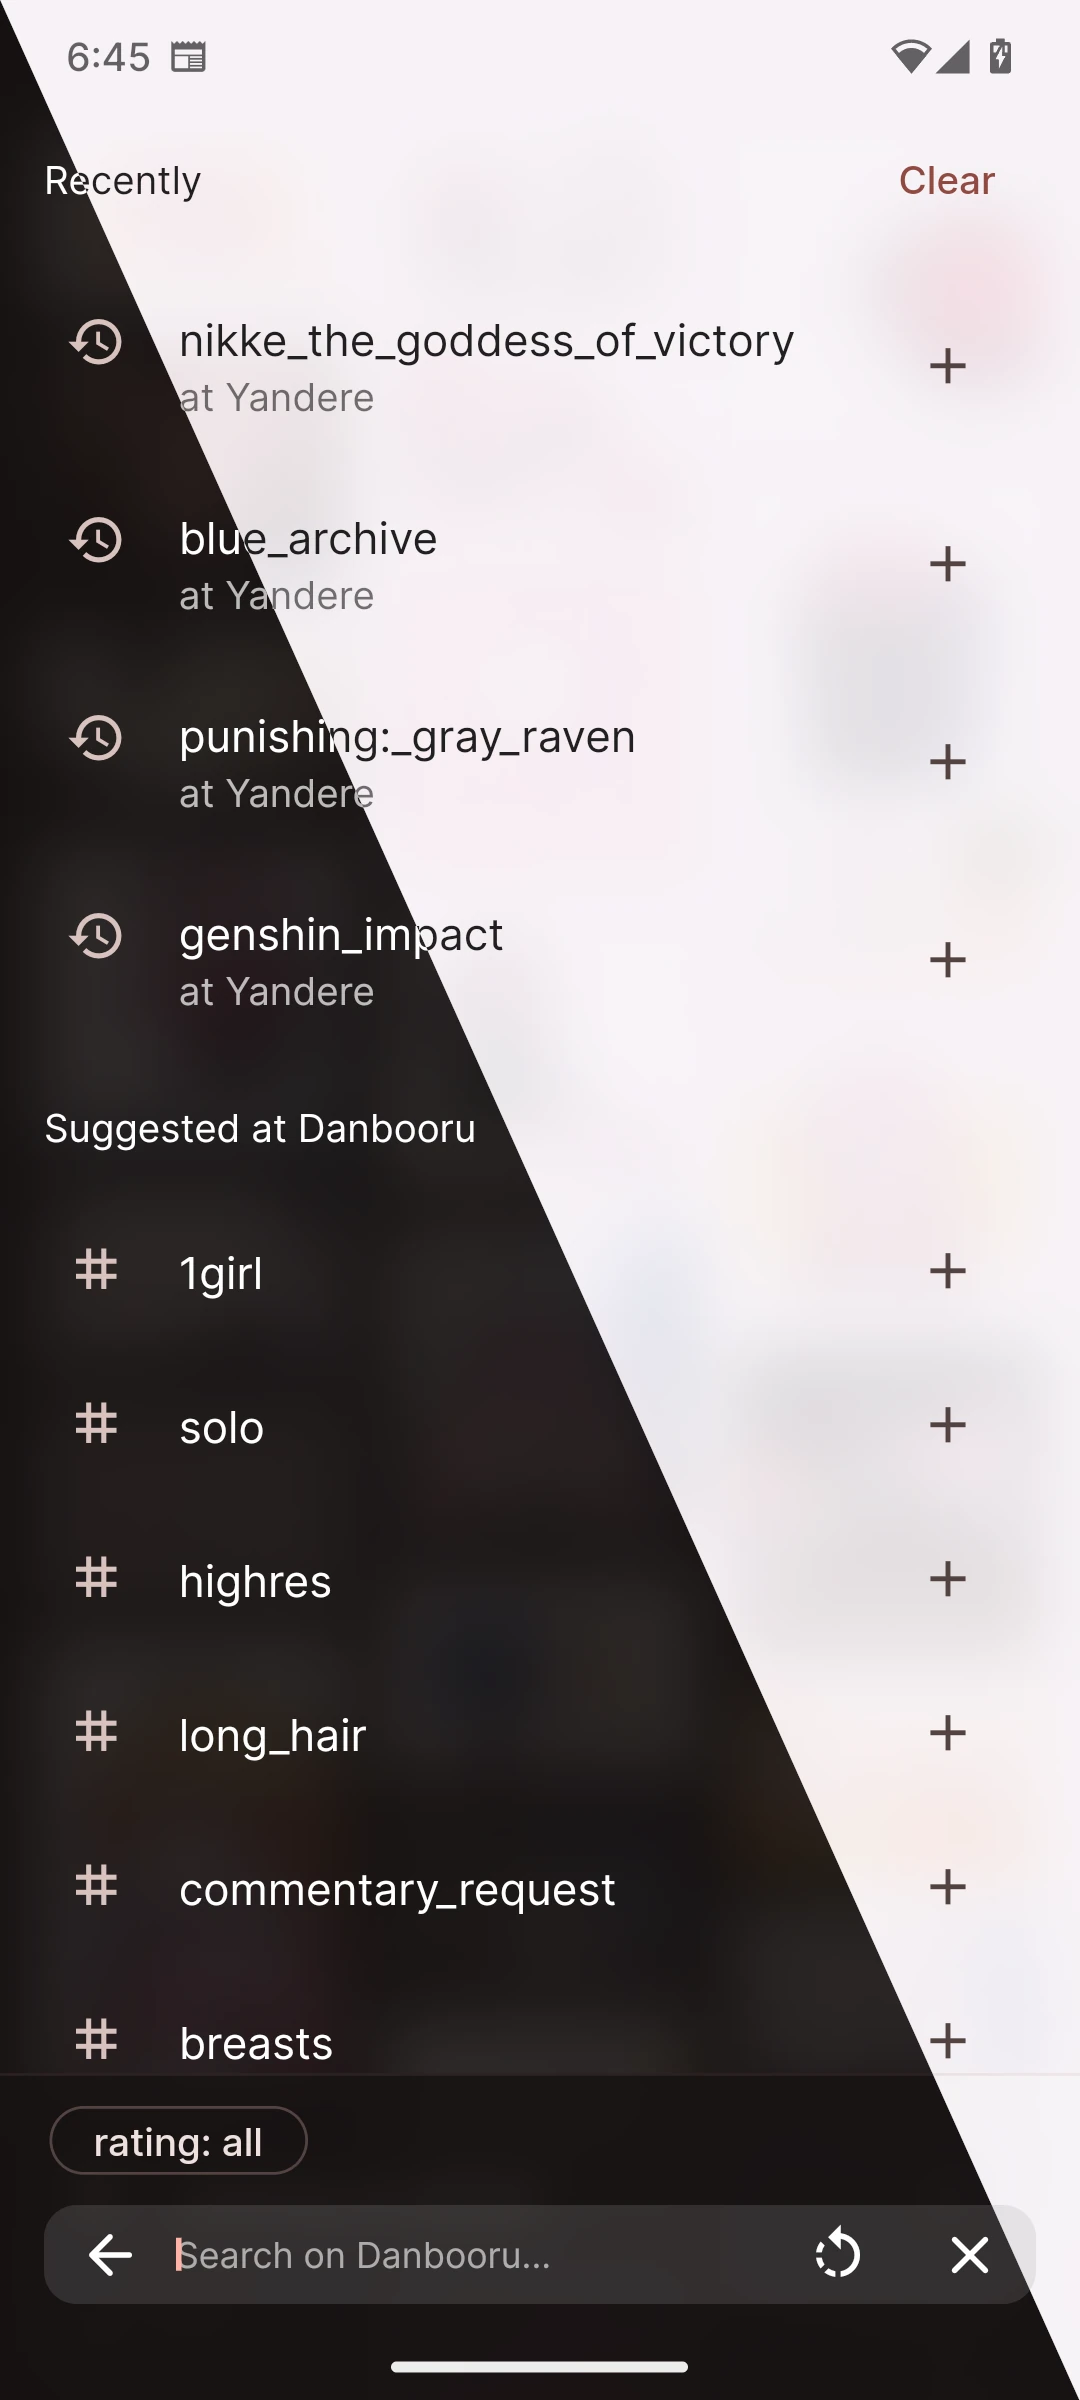 6:45
Recently
Clear
nikke_the_goddess_of_victory
at Yandere
blue_archive
at Yandere
punishing:_gray_raven
at Yandere
genshin_impact
at Yandere
Suggested at Danbooru
1girl
solo
highres
long_hair
commentary_request
breasts
rating: all
Search on Danbooru...